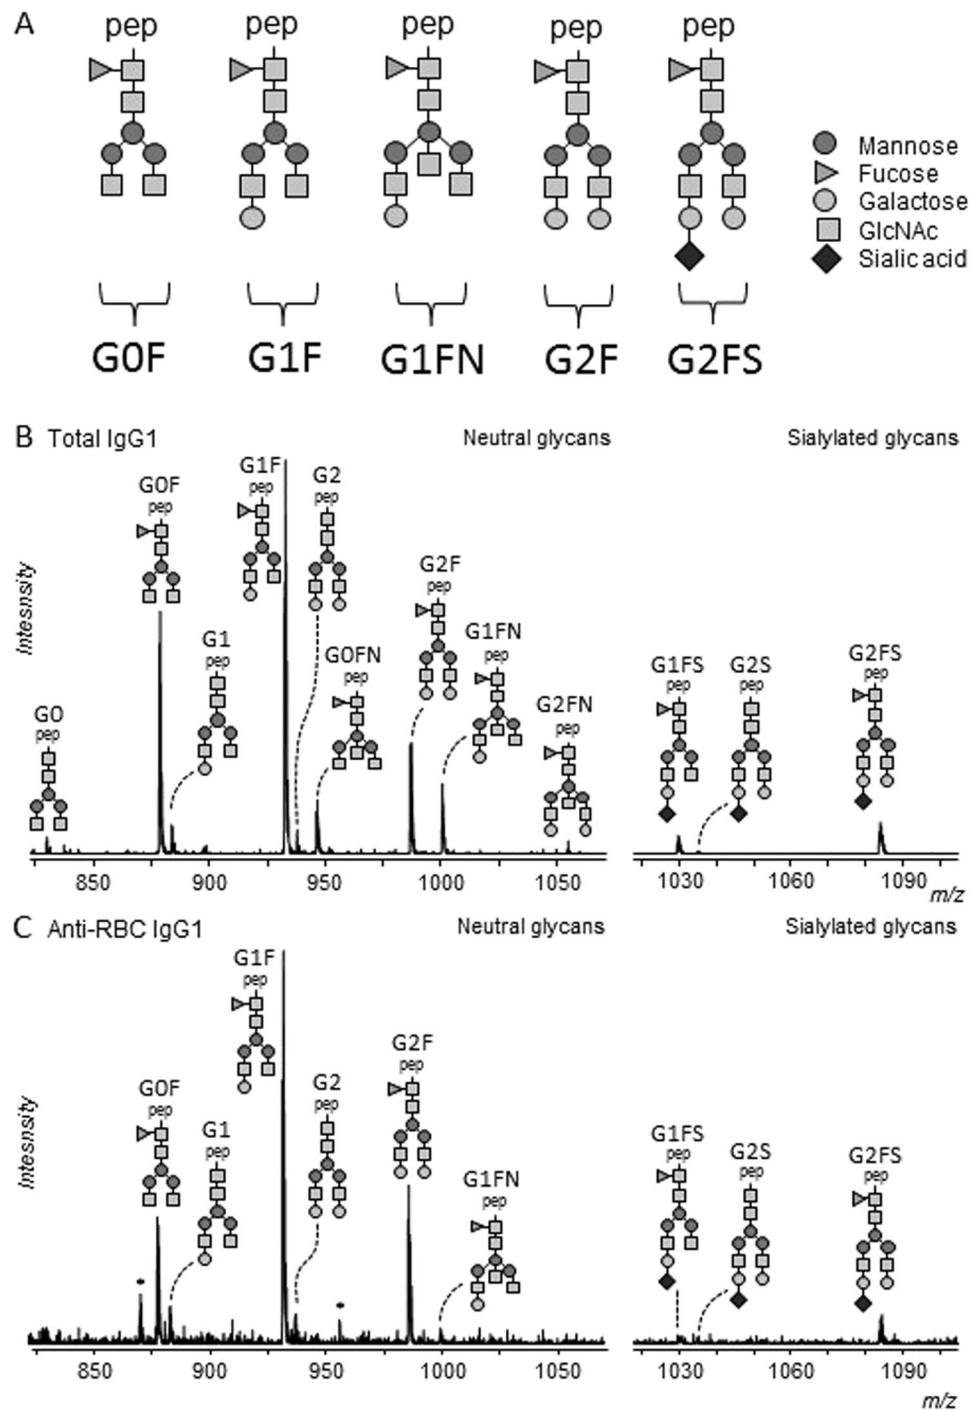 A
pep pep pep pep pep
Mannose
Fucose
Galactose
GlcNAc
Sialic acid
G0F G1F G1FN G2F G2FS
B Total IgG1 Neutral glycans Sialylated glycans
Intesnsity
G0
pep
G0F
pep
G1
pep
G1F
pep
G2
pep
G0FN
pep
G2F
pep
G1FN
pep
G2FN
pep
G1FS
pep
G2S
pep
G2FS
pep
850 900 950 1000 1050 1030 1060 1090
m/z
C Anti-RBC IgG1 Neutral glycans Sialylated glycans
Intesnsity
G0F
pep
G1
pep
G1F
pep
G2
pep
G2F
pep
G1FN
pep
G1FS
pep
G2S
pep
G2FS
pep
850 900 950 1000 1050 1030 1060 1090
m/z